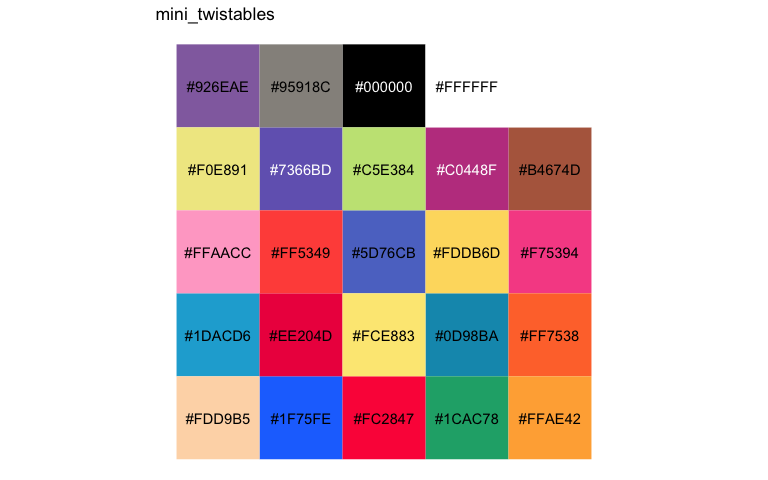 mini_twistables
#926EAE #95918C #000000 #FFFFFF
#F0E891 #7366BD #C5E384 #C0448F #B4674D
#FFAACC #FF5349 #5D76CB #FDDB6D #F75394
#1DACD6 #EE204D #FCE883 #0D98BA #FF7538
#FDD9B5 #1F75FE #FC2847 #1CAC78 #FFAE42